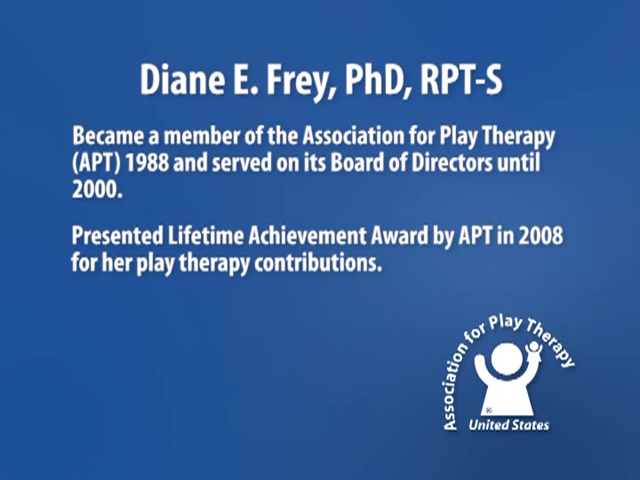 Diane E. Frey, PhD, RPT-S
Became a member of the Association for Play Therapy
(APT) 1988 and served on its Board of Directors until
2000.
Presented Lifetime Achievement Award by APT in 2008
for her play therapy contributions.
Association for Play Therapy
®
United States